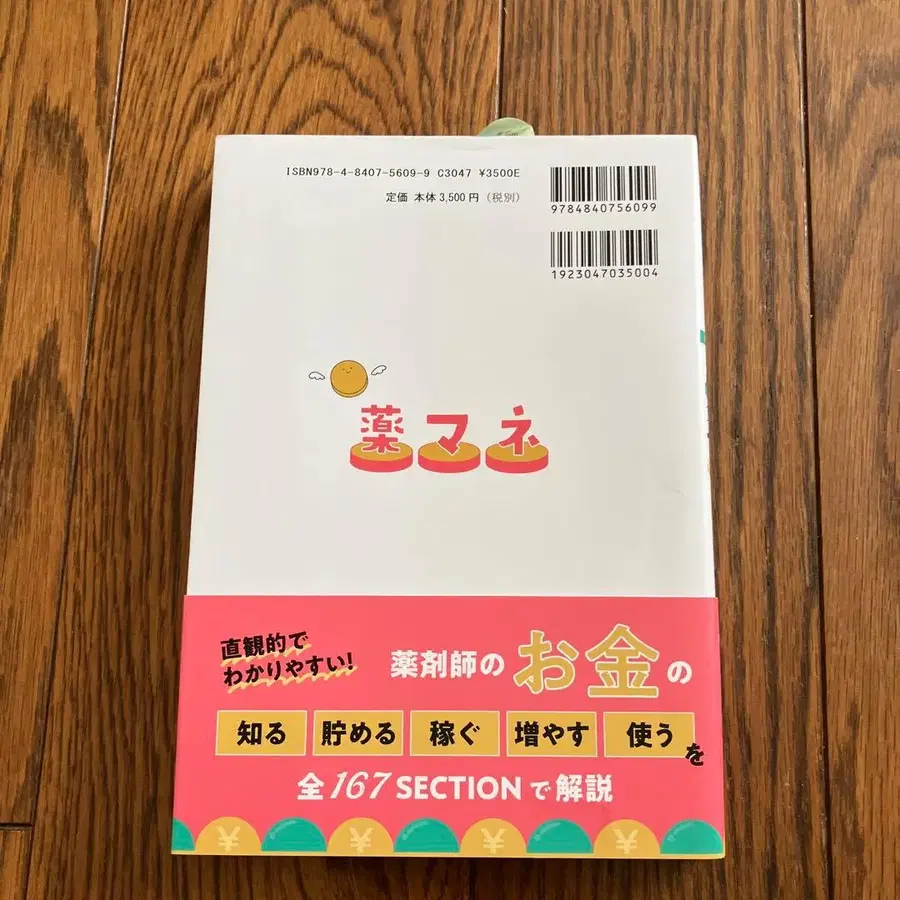 ISBN978-4-8407-5609-9 C3047 ¥3500E
定価 本体3,500円（税別）
9784840756099
1923047035004
薬マネ
直観的で
わかりやすい!
薬剤師のお金の
知る 貯める 稼ぐ 増やす 使う を
全167 SECTIONで解説
¥ ¥ ¥ ¥